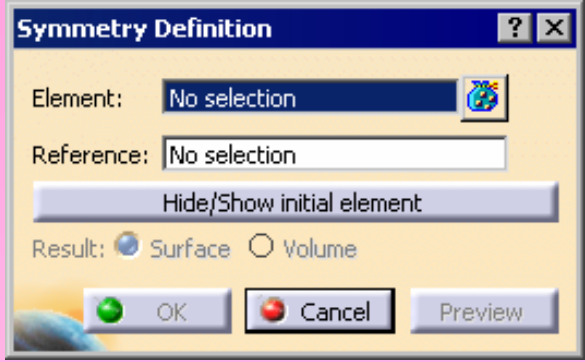 Symmetry Definition ? X
Element: No selection
Reference: No selection
Hide/Show initial element
Result: Surface Volume
OK Cancel Preview